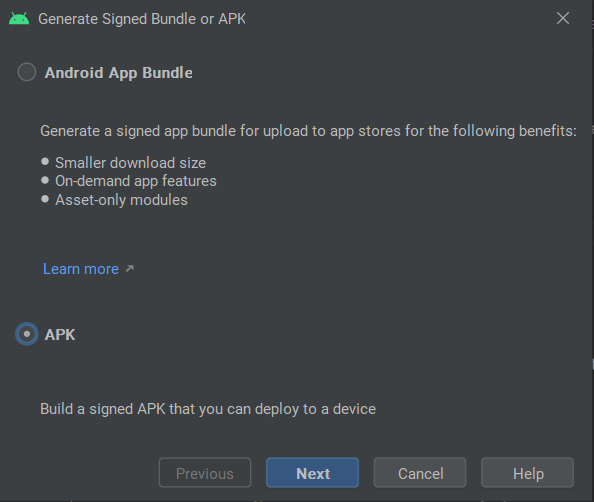 Generate Signed Bundle or APK
Android App Bundle
Generate a signed app bundle for upload to app stores for the following benefits:
Smaller download size
On-demand app features
Asset-only modules
Learn more
APK
Build a signed APK that you can deploy to a device
Previous Next Cancel Help